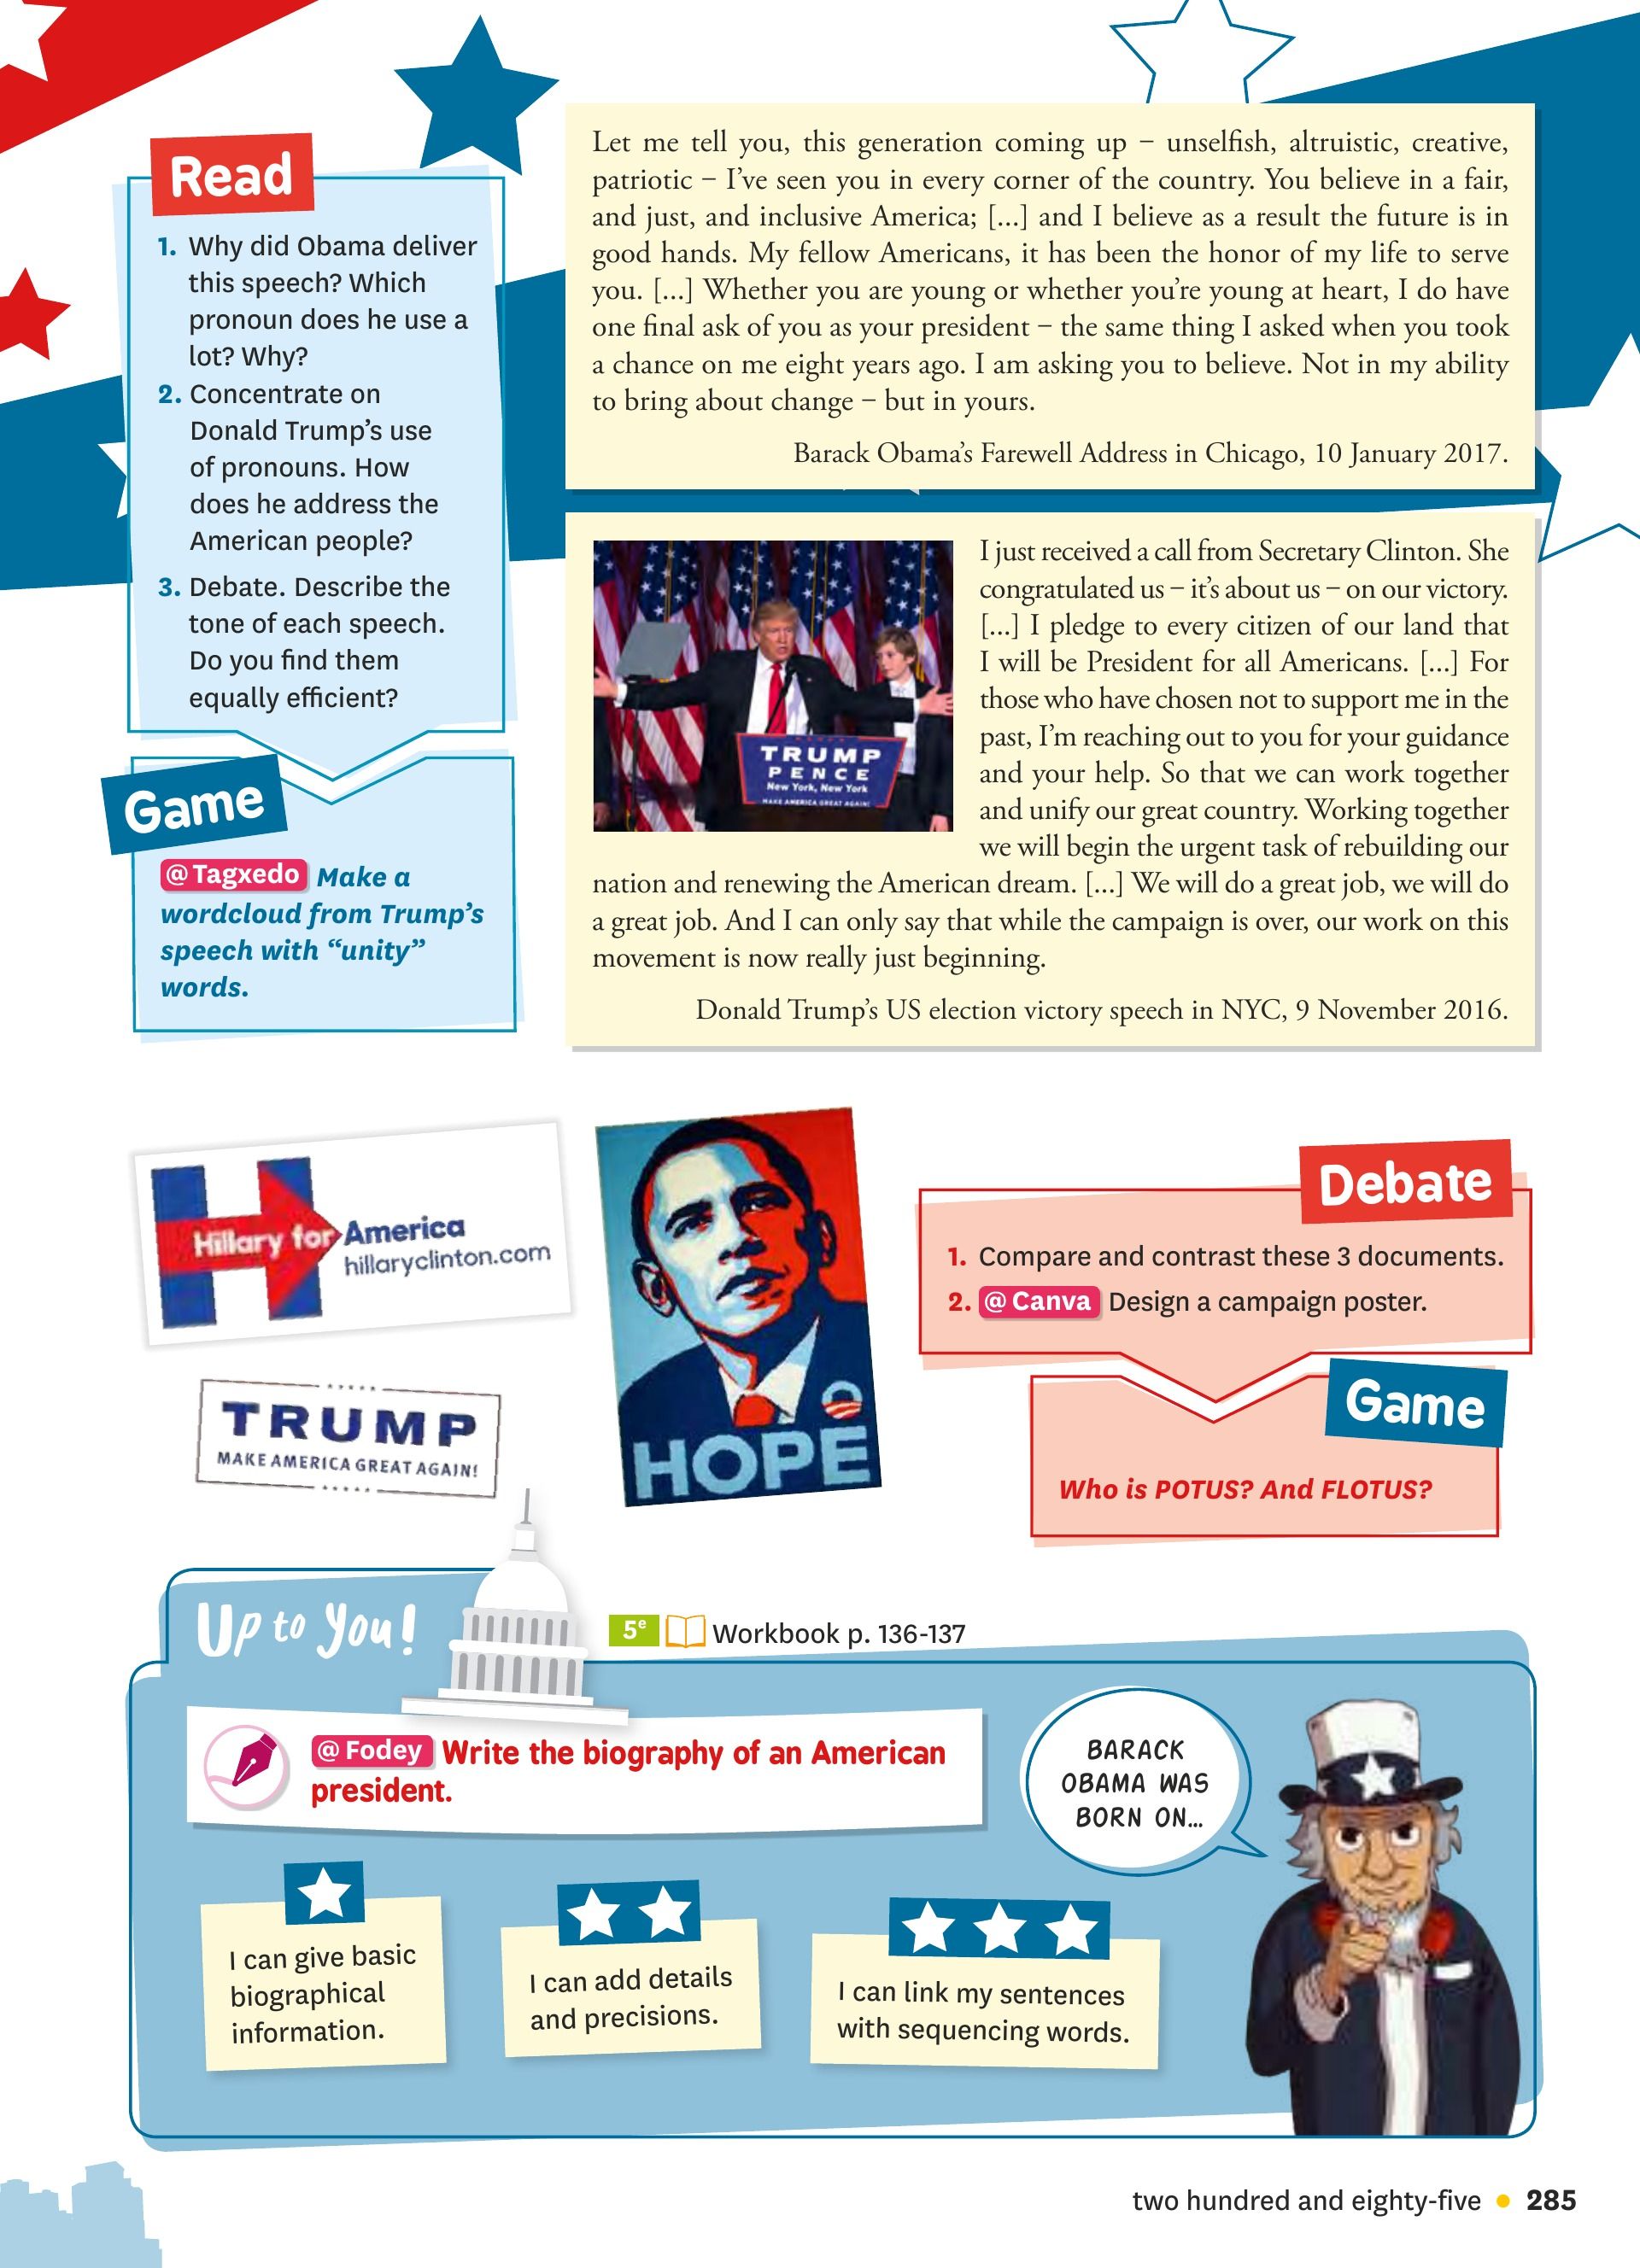 Read
1. Why did Obama deliver
this speech? Which
pronoun does he use a
lot? Why?
2. Concentrate on
Donald Trump's use
of pronouns. How
does he address the
American people?
3. Debate. Describe the
tone of each speech.
Do you find them
equally efficient?
Game
@Tagxedo Make a
wordcloud from Trump's
speech with “unity”
words.
Let me tell you, this generation coming up – unselfish, altruistic, creative,
patriotic – I've seen you in every corner of the country. You believe in a fair,
and just, and inclusive America; [...] and I believe as a result the future is in
good hands. My fellow Americans, it has been the honor of my life to serve
you. [...] Whether you are young or whether you're young at heart, I do have
one final ask of you as your president – the same thing I asked when you took
a chance on me eight years ago. I am asking you to believe. Not in my ability
to bring about change – but in yours.
Barack Obama's Farewell Address in Chicago, 10 January 2017.
TRUMP
PENCE
New York, New York
MAKE AMERICA GREAT AGAIN!
I just received a call from Secretary Clinton. She
congratulated us – it's about us – on our victory.
[...] I pledge to every citizen of our land that
I will be President for all Americans. [...] For
those who have chosen not to support me in the
past, I'm reaching out to you for your guidance
and your help. So that we can work together
and unify our great country. Working together
we will begin the urgent task of rebuilding our
nation and renewing the American dream. [...] We will do a great job, we will do
a great job. And I can only say that while the campaign is over, our work on this
movement is now really just beginning.
Donald Trump's US election victory speech in NYC, 9 November 2016.
Hillary for America
hillaryclinton.com
TRUMP
MAKE AMERICA GREAT AGAIN!
HOPE
Debate
1. Compare and contrast these 3 documents.
2. @Canva Design a campaign poster.
Game
Who is POTUS? And FLOTUS?
Up to You!
5e Workbook p. 136-137
@Fodey Write the biography of an American
president.
BARACK
OBAMA WAS
BORN ON...
I can give basic
biographical
information.
I can add details
and precisions.
I can link my sentences
with sequencing words.
two hundred and eighty-five • 285